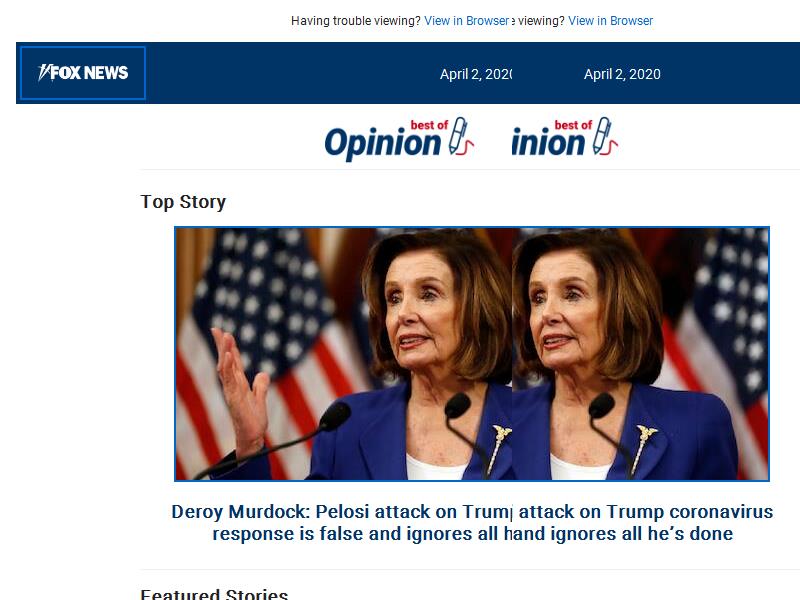 Having trouble viewing? View in Browser e viewing? View in Browser
FOX NEWS
April 2, 2020 April 2, 2020
best of best of
Opinion inion
Top Story
Deroy Murdock: Pelosi attack on Trump attack on Trump coronavirus
response is false and ignores all hand ignores all he's done
Featured Stories